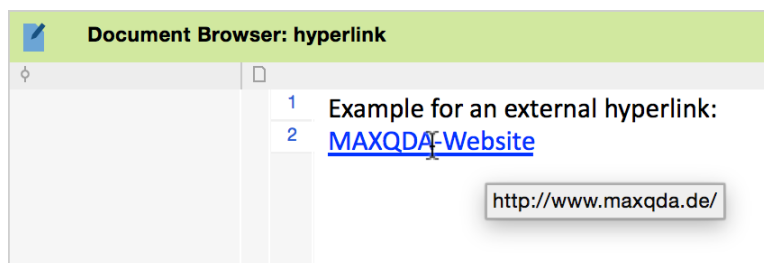 Document Browser: hyperlink
1 Example for an external hyperlink:
2 MAXQDA-Website
http://www.maxqda.de/